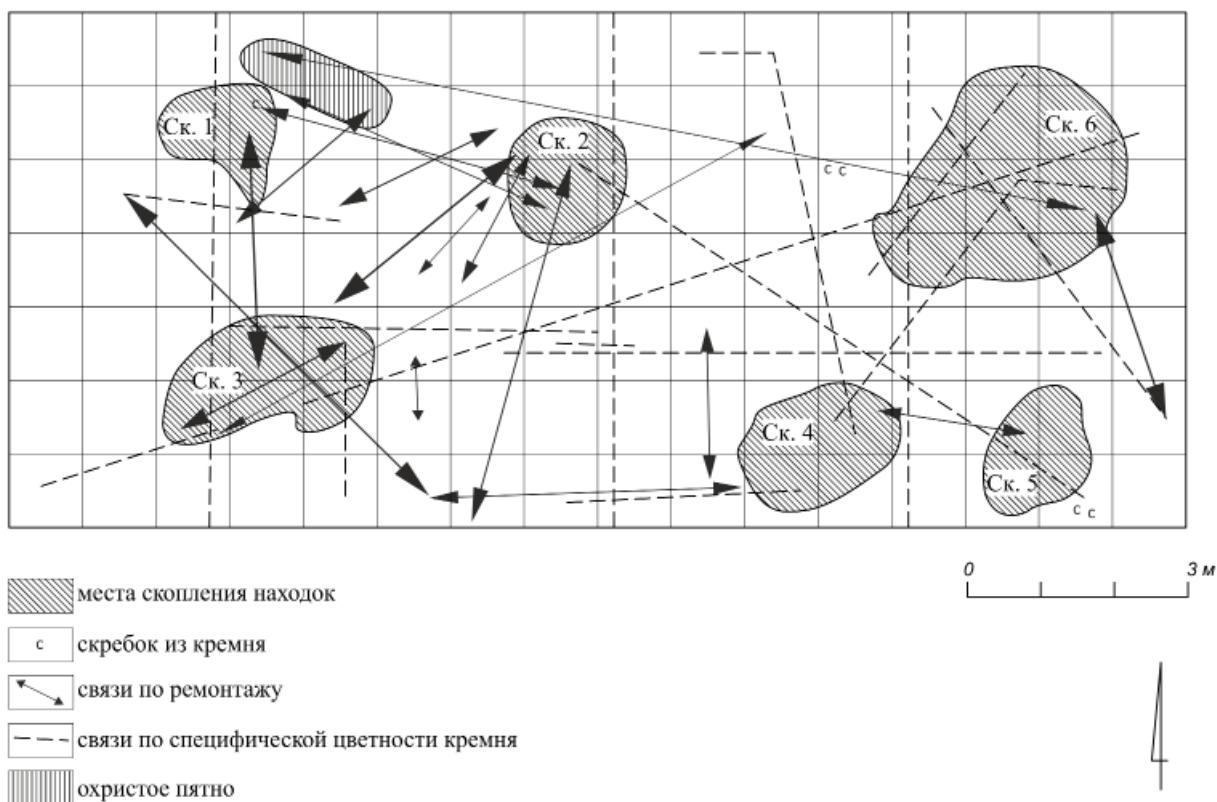 Ск. 1
Ск. 2
Ск. 6
с с
Ск. 3
Ск. 4
Ск. 5
с с
0 3 м
места скопления находок
с скребок из кремня
связи по ремонтажу
связи по специфической цветности кремня
охристое пятно